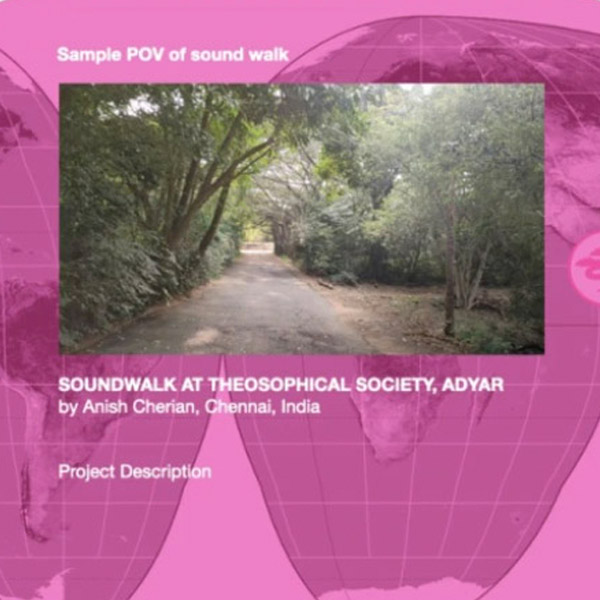 Sample POV of sound walk
SOUNDWALK AT THEOSOPHICAL SOCIETY, ADYAR
by Anish Cherian, Chennai, India
Project Description